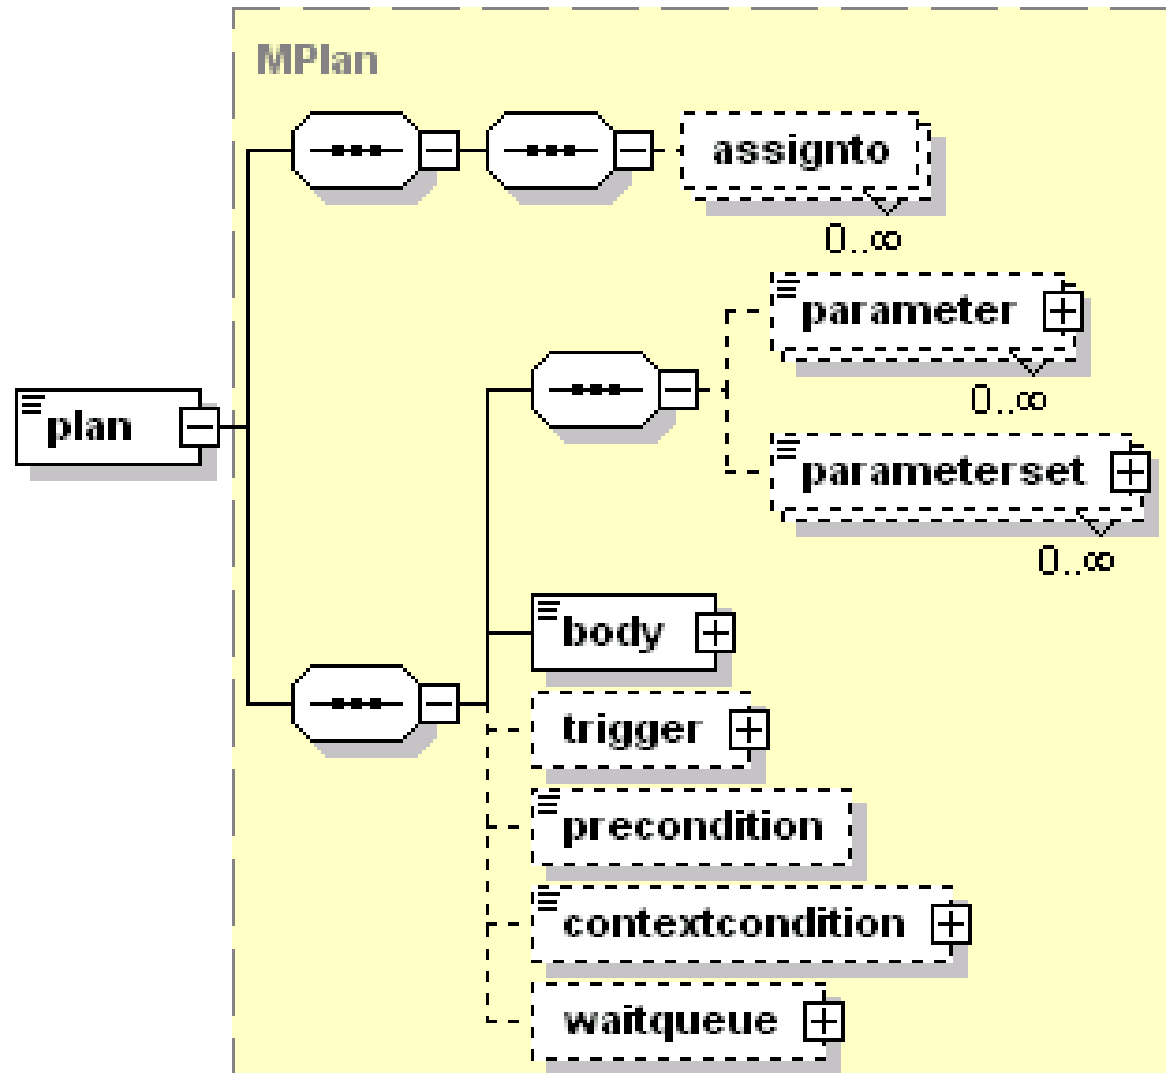 MPlan
assignto
0..∞
parameter
0..∞
plan
parameterset
0..∞
body
trigger
precondition
contextcondition
waitqueue